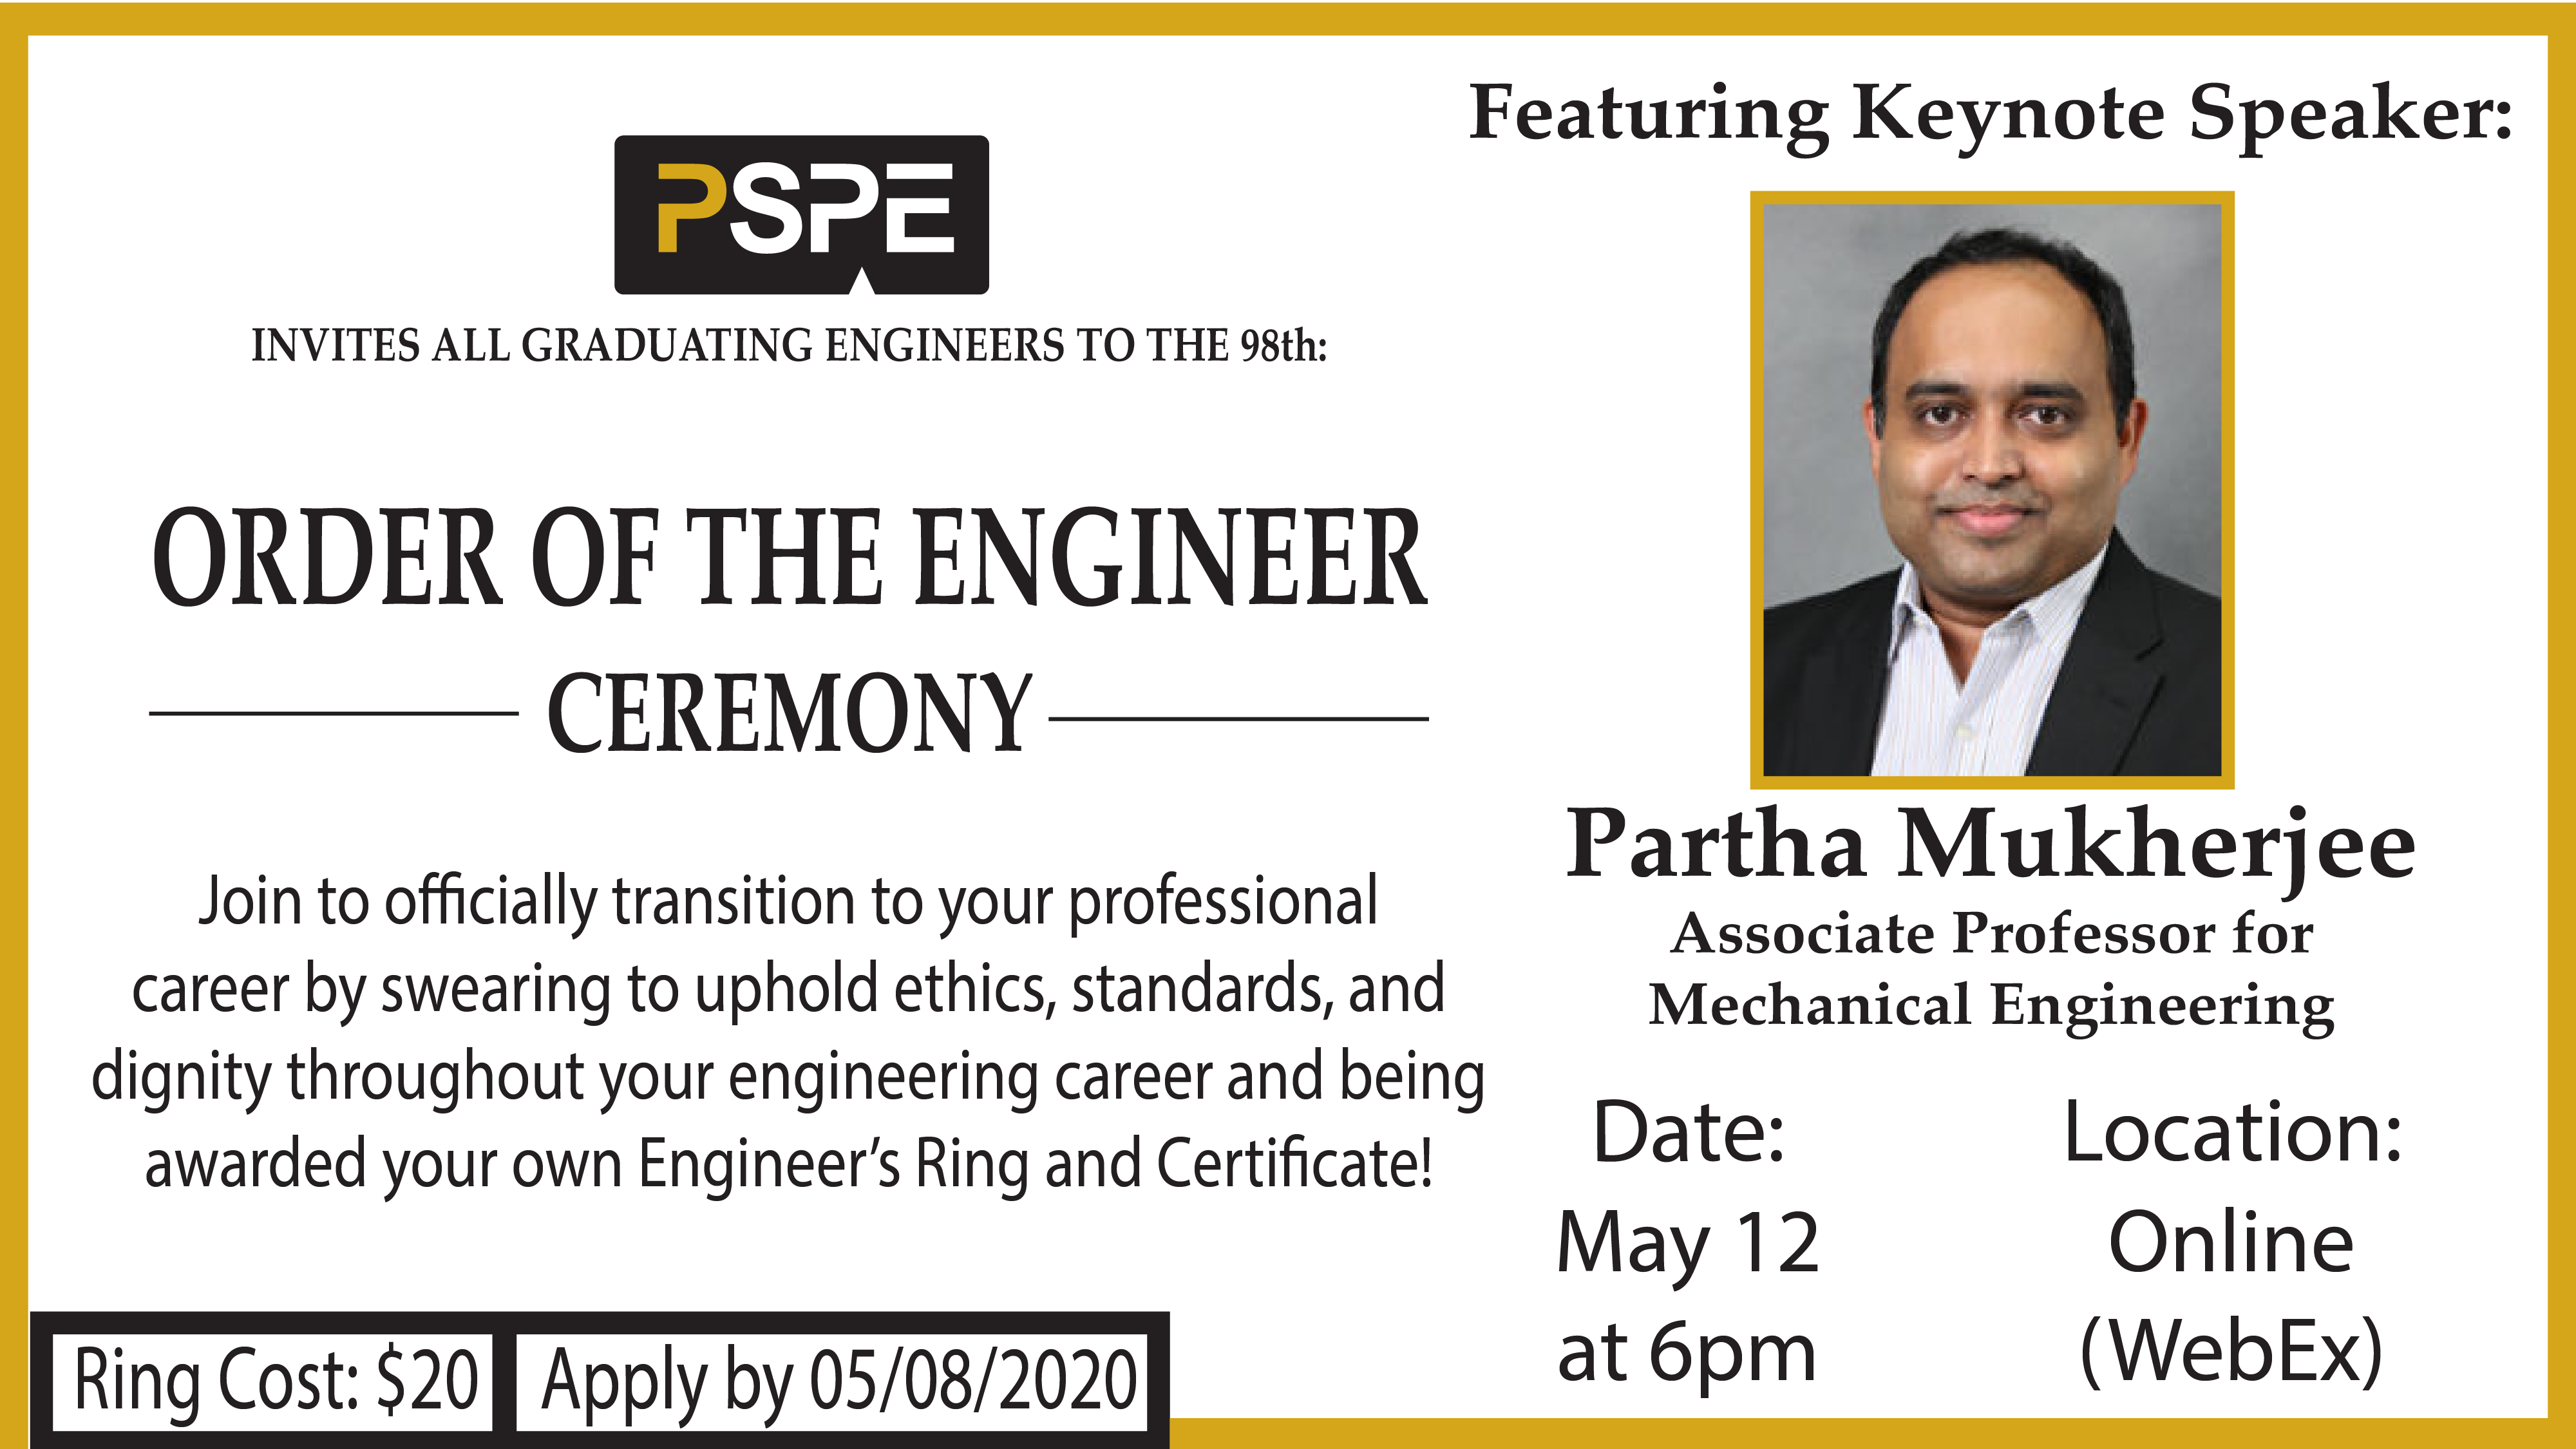 PSPE
INVITES ALL GRADUATING ENGINEERS TO THE 98th:
ORDER OF THE ENGINEER
CEREMONY
Join to officially transition to your professional
career by swearing to uphold ethics, standards, and
dignity throughout your engineering career and being
awarded your own Engineer’s Ring and Certificate!
Ring Cost: $20
Apply by 05/08/2020
Featuring Keynote Speaker:
Partha Mukherjee
Associate Professor for
Mechanical Engineering
Date:
May 12
at 6pm
Location:
Online
(WebEx)